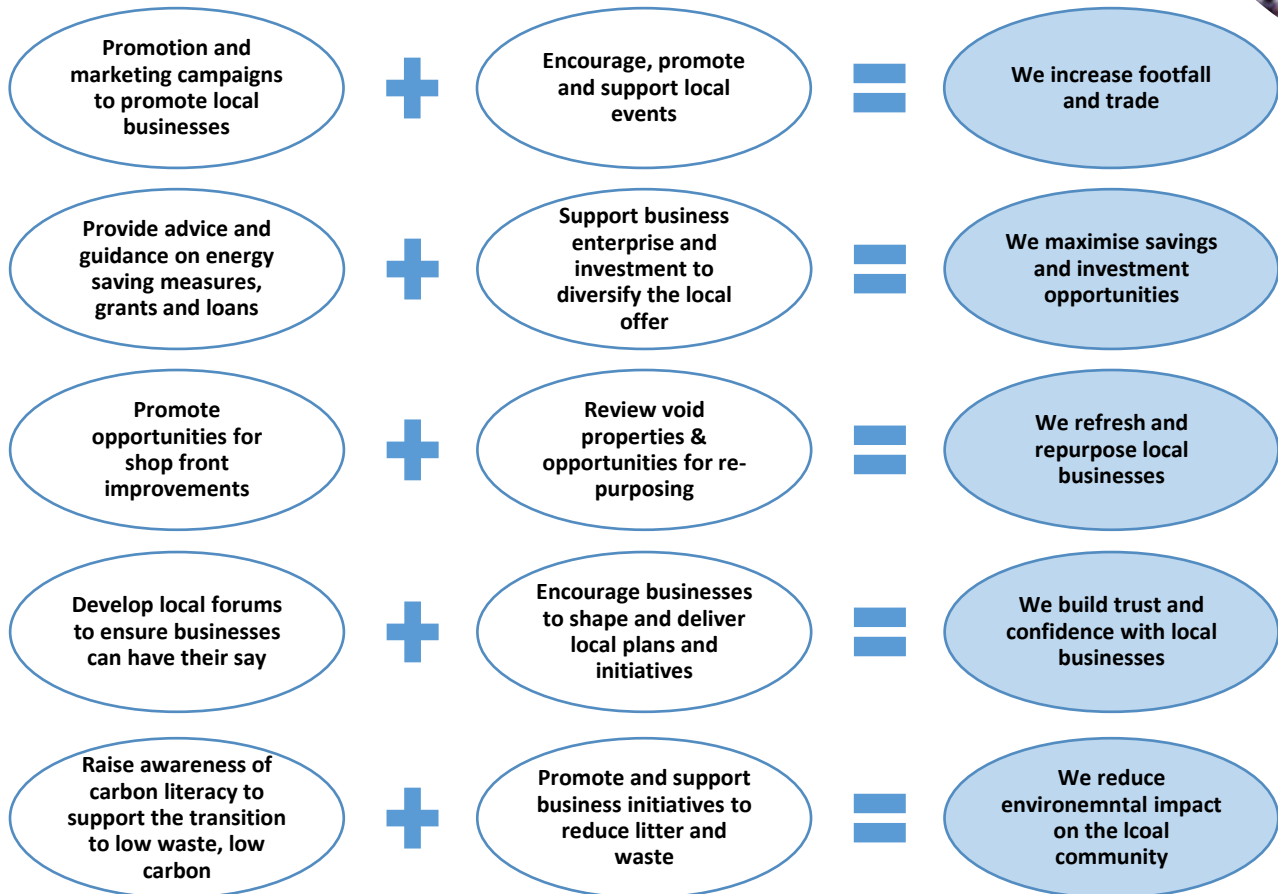 Promotion and
marketing campaigns
to promote local
businesses
Encourage, promote
and support local
events
We increase footfall
and trade
Provide advice and
guidance on energy
saving measures,
grants and loans
Support business
enterprise and
investment to
diversify the local
offer
We maximise savings
and investment
opportunities
Promote
opportunities for
shop front
improvements
Review void
properties &
opportunities for re-
purposing
We refresh and
repurpose local
businesses
Develop local forums
to ensure businesses
can have their say
Encourage businesses
to shape and deliver
local plans and
initiatives
We build trust and
confidence with local
businesses
Raise awareness of
carbon literacy to
support the transition
to low waste, low
carbon
Promote and support
business initiatives to
reduce litter and
waste
We reduce
environemntal impact
on the lcoal
community